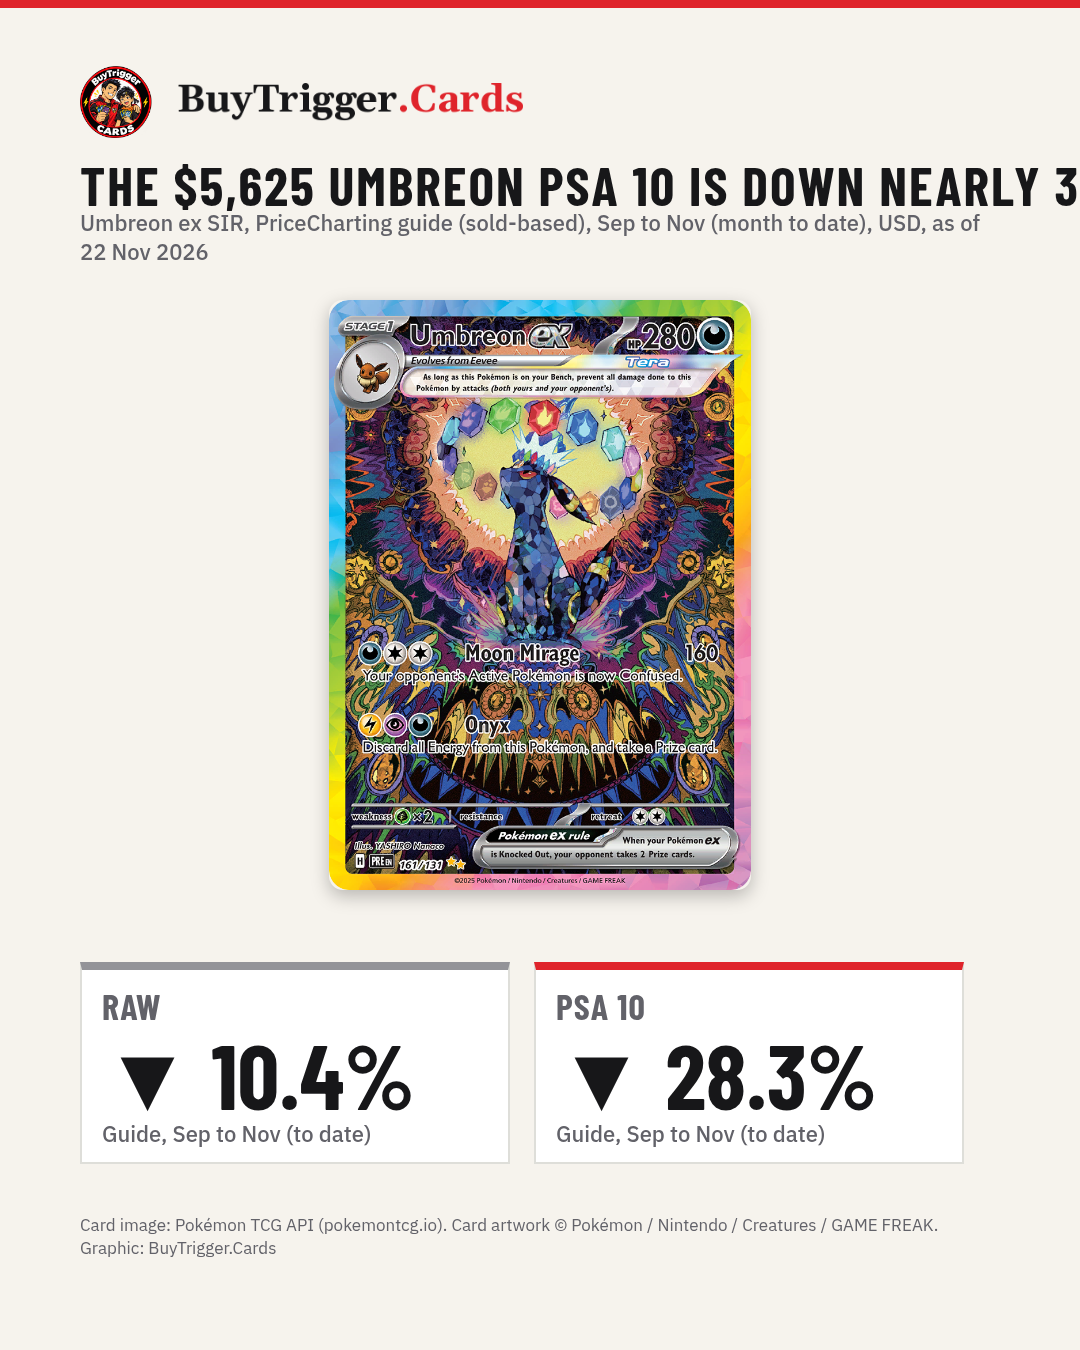 BuyTrigger
CARDS
BuyTrigger.Cards
THE $5,625 UMBREON PSA 10 IS DOWN NEARLY 3
Umbreon ex SIR, PriceCharting guide (sold-based), Sep to Nov (month to date), USD, as of
22 Nov 2026
STAGE 1
Umbreon ex
HP 280
Evolves from Eevee
Tera
As long as this Pokémon is on your Bench, prevent all damage done to this
Pokémon by attacks (both yours and your opponent's).
Moon Mirage 160
Your opponent's Active Pokémon is now Confused.
Onyx
Discard all Energy from this Pokémon, and take a Prize card.
weakness ×2 resistance retreat
Pokémon ex rule When your Pokémon ex
is Knocked Out, your opponent takes 2 Prize cards.
Illus. TASHIRO Nanaco
H PRE EN 161/131
©2025 Pokémon / Nintendo / Creatures / GAME FREAK
RAW
▼ 10.4%
Guide, Sep to Nov (to date)
PSA 10
▼ 28.3%
Guide, Sep to Nov (to date)
Card image: Pokémon TCG API (pokemontcg.io). Card artwork © Pokémon / Nintendo / Creatures / GAME FREAK.
Graphic: BuyTrigger.Cards